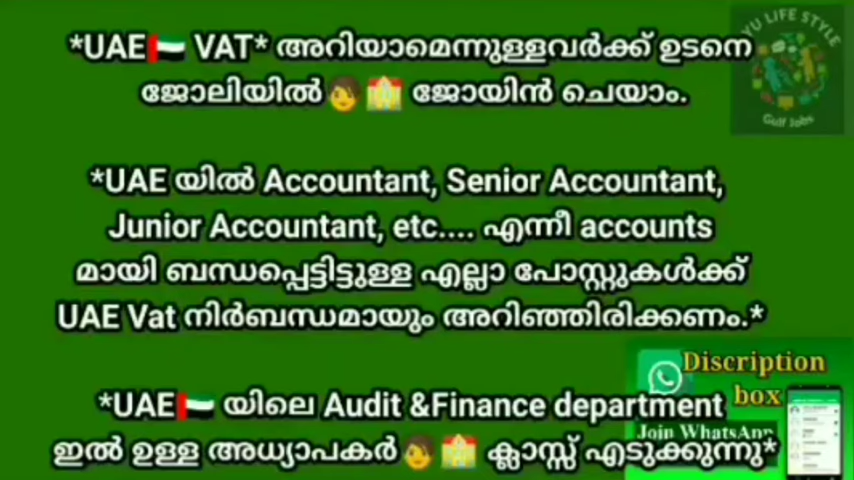 *UAE🇦🇪 VAT* അറിയാമെന്നുള്ളവർക്ക് ഉടനെ
ജോലിയിൽ🧑🏫 ജോയിൻ ചെയാം.
YU LIFE STYLE
Gulf Jobs
*UAE യിൽ Accountant, Senior Accountant,
Junior Accountant, etc.... എന്നീ accounts
മായി ബന്ധപ്പെട്ടിട്ടുള്ള എല്ലാ പോസ്റ്റുകൾക്ക്
UAE Vat നിർബന്ധമായും അറിഞ്ഞിരിക്കണം.*
Discription
box
*UAE🇦🇪 യിലെ Audit &Finance department
Join WhatsApp
ഇൽ ഉള്ള അധ്യാപകർ🧑🏫 ക്ലാസ്സ് എടുക്കുന്നു*